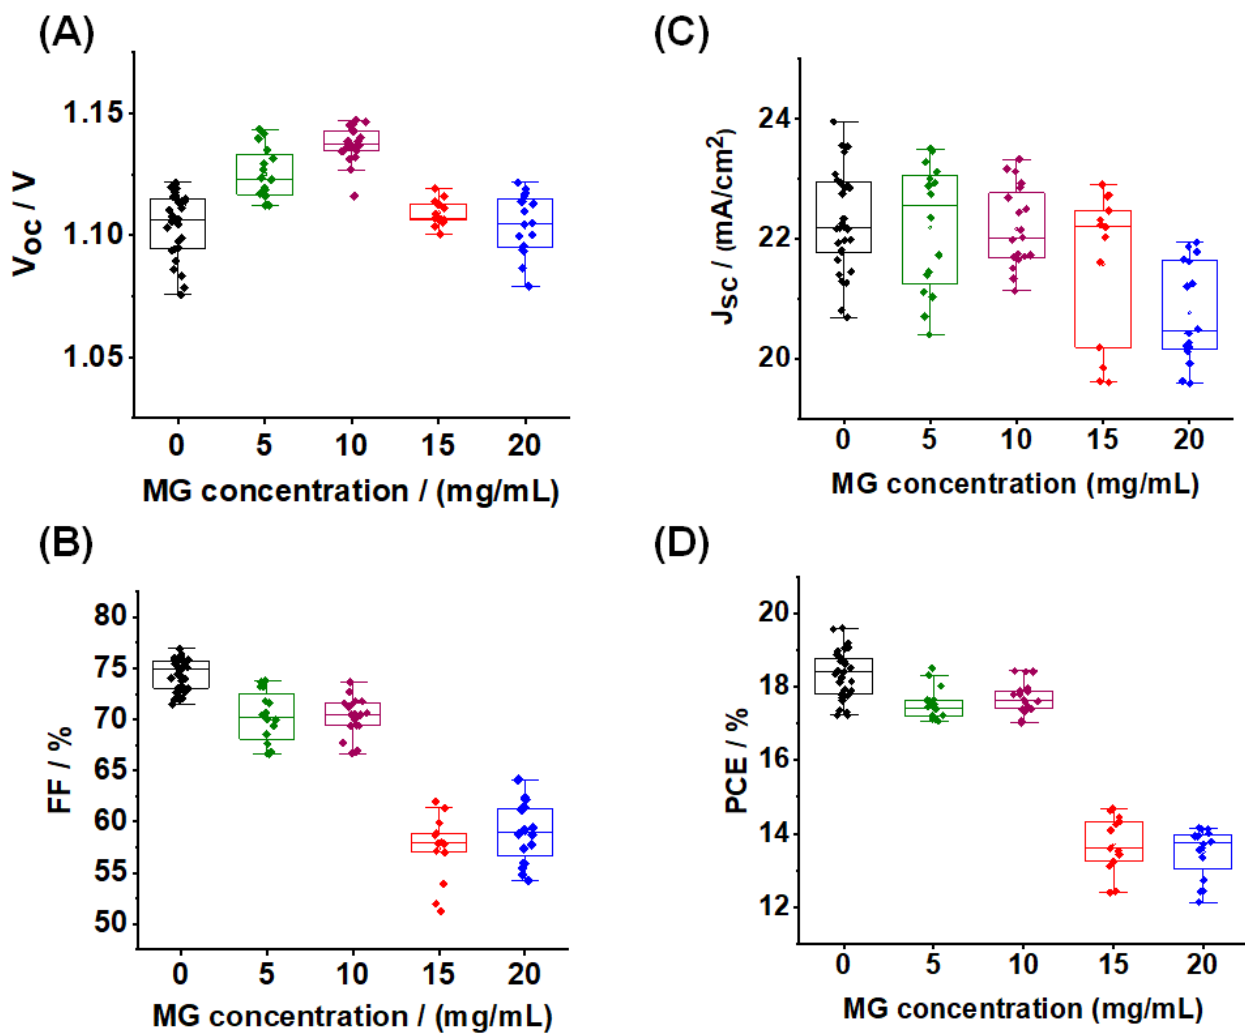 (A)
Voc / V
1.15
1.10
1.05
0 5 10 15 20
MG concentration / (mg/mL)
(C)
Jsc / (mA/cm²)
24
22
20
0 5 10 15 20
MG concentration (mg/mL)
(B)
FF / %
80
75
70
65
60
55
50
0 5 10 15 20
MG concentration / (mg/mL)
(D)
PCE / %
20
18
16
14
12
0 5 10 15 20
MG concentration (mg/mL)